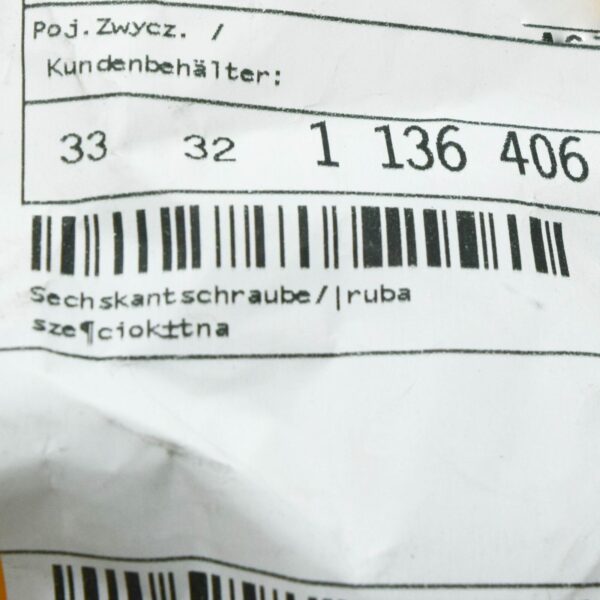 Poj.Zwycz. /
Kundenbehälter:
33 32 1 136 406
Sechskantschraube/|ruba
sze¶ciok±tna